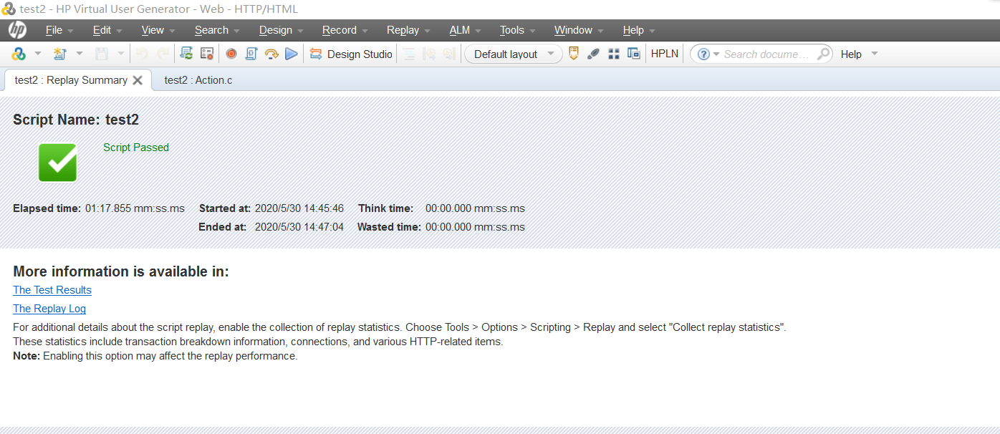 test2 - HP Virtual User Generator - Web - HTTP/HTML
hp File Edit View Search Design Record Replay ALM Tools Window Help
Design Studio Default layout HPLN Search docume... Help
test2 : Replay Summary test2 : Action.c
Script Name: test2
Script Passed
Elapsed time: 01:17.855 mm:ss.ms Started at: 2020/5/30 14:45:46 Think time: 00:00.000 mm:ss.ms
Ended at: 2020/5/30 14:47:04 Wasted time: 00:00.000 mm:ss.ms
More information is available in:
The Test Results
The Replay Log
For additional details about the script replay, enable the collection of replay statistics. Choose Tools > Options > Scripting > Replay and select "Collect replay statistics".
These statistics include transaction breakdown information, connections, and various HTTP-related items.
Note: Enabling this option may affect the replay performance.